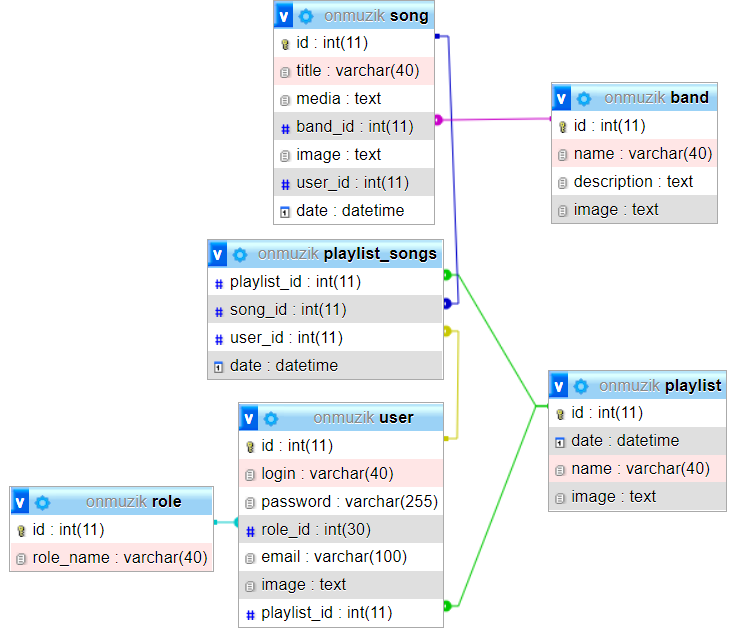 v onmuzik song
id : int(11)
title : varchar(40)
media : text
# band_id : int(11)
image : text
# user_id : int(11)
date : datetime
v onmuzik band
id : int(11)
name : varchar(40)
description : text
image : text
v onmuzik playlist_songs
# playlist_id : int(11)
# song_id : int(11)
# user_id : int(11)
date : datetime
v onmuzik playlist
id : int(11)
date : datetime
name : varchar(40)
image : text
v onmuzik user
id : int(11)
login : varchar(40)
password : varchar(255)
# role_id : int(30)
email : varchar(100)
image : text
# playlist_id : int(11)
v onmuzik role
id : int(11)
role_name : varchar(40)